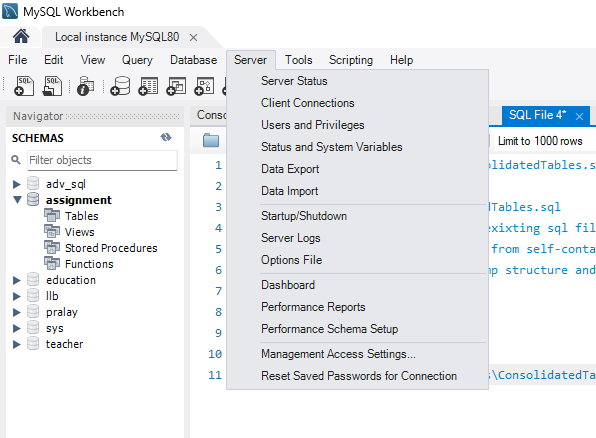 MySQL Workbench
Local instance MySQL80 ×
File Edit View Query Database Server Tools Scripting Help
Navigator
SCHEMAS
Filter objects
adv_sql
assignment
Tables
Views
Stored Procedures
Functions
education
llb
pralay
sys
teacher
Server Status
Client Connections
Users and Privileges
Status and System Variables
Data Export
Data Import
Startup/Shutdown
Server Logs
Options File
Dashboard
Performance Reports
Performance Schema Setup
Management Access Settings...
Reset Saved Passwords for Connection
SQL File 4* ×
Limit to 1000 rows
1
2
3
4
5
6
7
8
9
10
11
solidatedTables.s
dTables.sql
exixting sql fil
from self-conta
mp structure and
\ConsolidatedTa